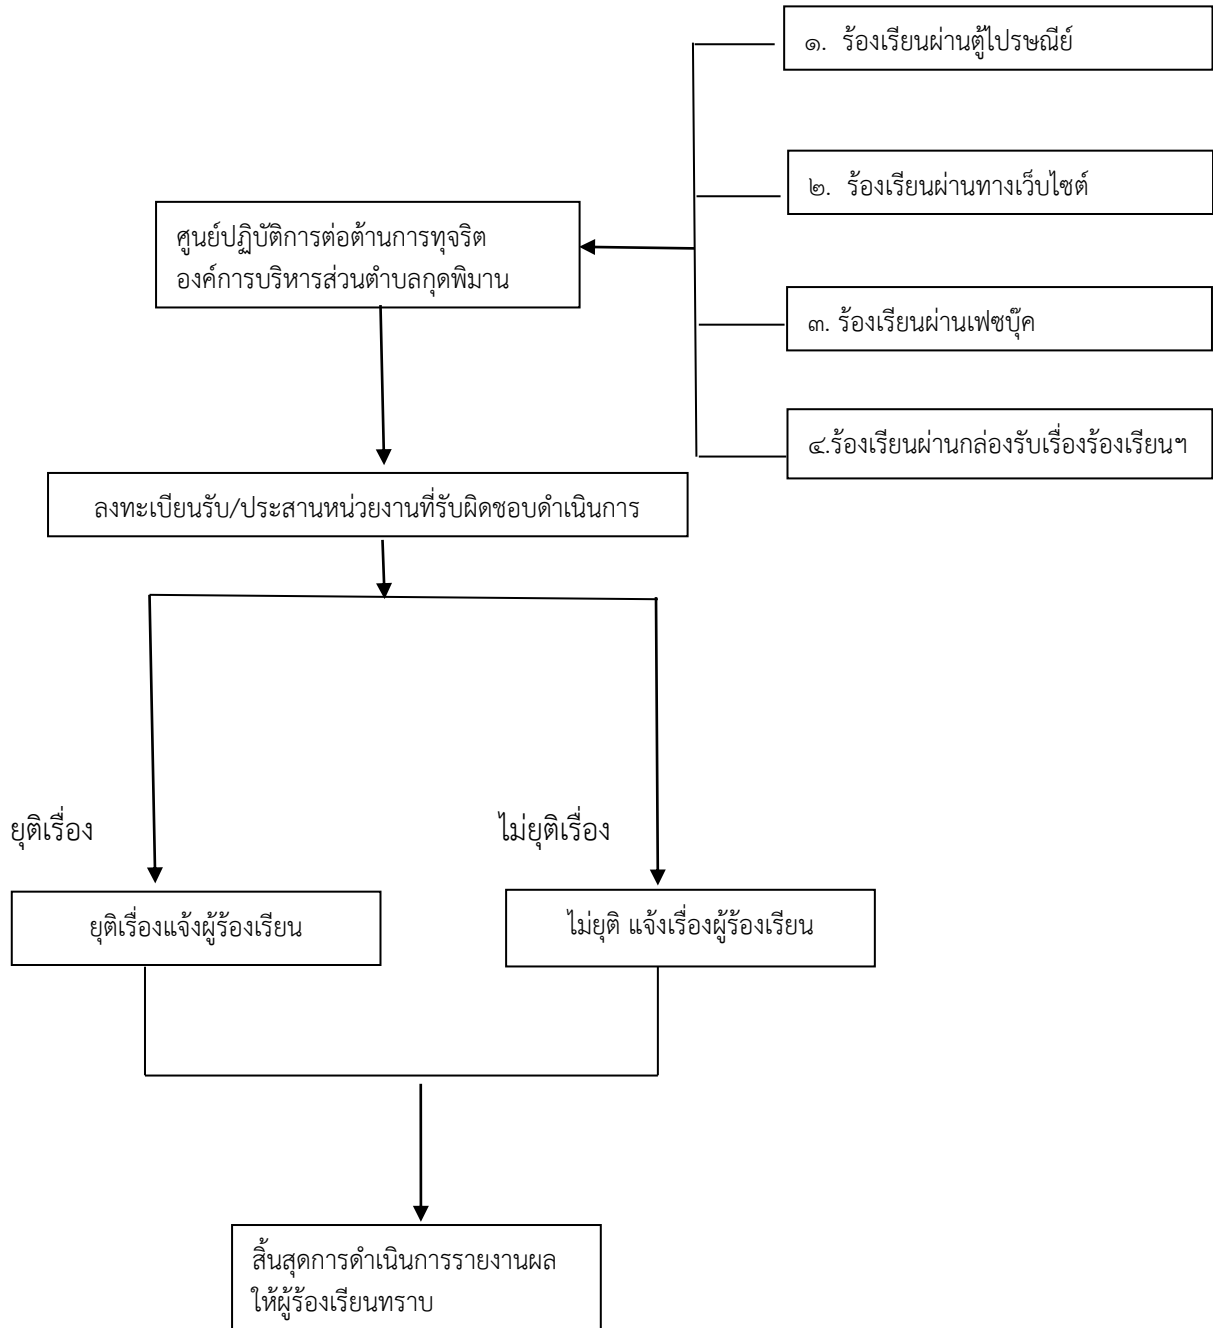 ๑. ร้องเรียนผ่านตู้ไปรษณีย์
๒. ร้องเรียนผ่านทางเว็บไซต์
ศูนย์ปฏิบัติการต่อต้านการทุจริต
องค์การบริหารส่วนตำบลกุดพิมาน
๓. ร้องเรียนผ่านเฟซบุ๊ค
๔.ร้องเรียนผ่านกล่องรับเรื่องร้องเรียนฯ
ลงทะเบียนรับ/ประสานหน่วยงานที่รับผิดชอบดำเนินการ
ยุติเรื่อง
ไม่ยุติเรื่อง
ยุติเรื่องแจ้งผู้ร้องเรียน
ไม่ยุติ แจ้งเรื่องผู้ร้องเรียน
สิ้นสุดการดำเนินการรายงานผล
ให้ผู้ร้องเรียนทราบ